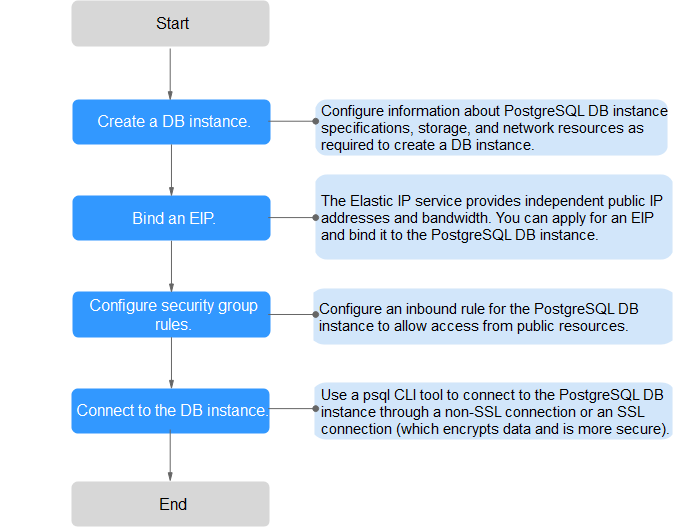 Start
Create a DB instance.
Configure information about PostgreSQL DB instance
specifications, storage, and network resources as
required to create a DB instance.
Bind an EIP.
The Elastic IP service provides independent public IP
addresses and bandwidth. You can apply for an EIP
and bind it to the PostgreSQL DB instance.
Configure security group
rules.
Configure an inbound rule for the PostgreSQL DB
instance to allow access from public resources.
Connect to the DB instance.
Use a psql CLI tool to connect to the PostgreSQL DB
instance through a non-SSL connection or an SSL
connection (which encrypts data and is more secure).
End